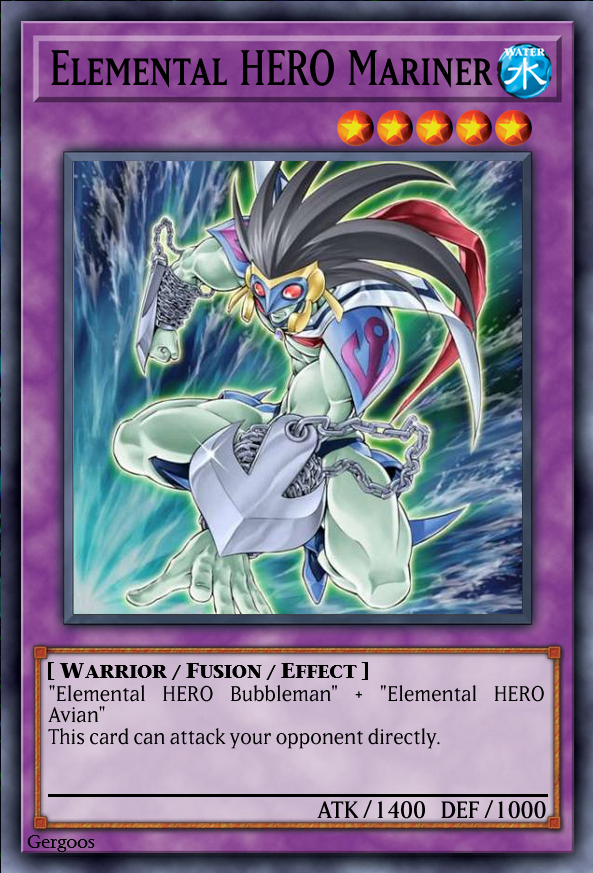 Elemental HERO Mariner
WATER
水
[ Warrior / Fusion / Effect ]
"Elemental HERO Bubbleman" + "Elemental HERO
Avian"
This card can attack your opponent directly.
ATK / 1400 DEF / 1000
Gergoos